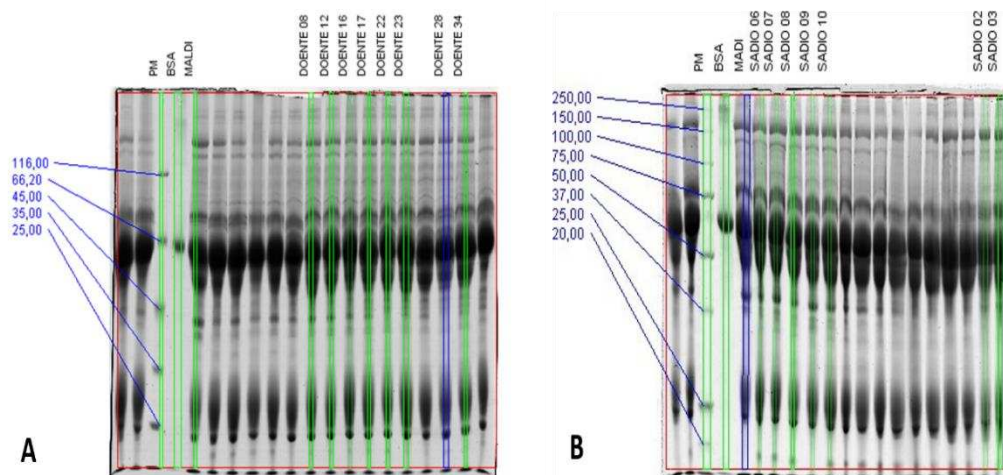 PM
BSA
MALDI
DOENTE 08
DOENTE 12
DOENTE 16
DOENTE 17
DOENTE 22
DOENTE 23
DOENTE 28
DOENTE 34
116,00
66,20
45,00
35,00
25,00
A
PM
BSA
MADI
SADIO 06
SADIO 07
SADIO 08
SADIO 09
SADIO 10
SADIO 02
SADIO 03
250,00
150,00
100,00
75,00
50,00
37,00
25,00
20,00
B